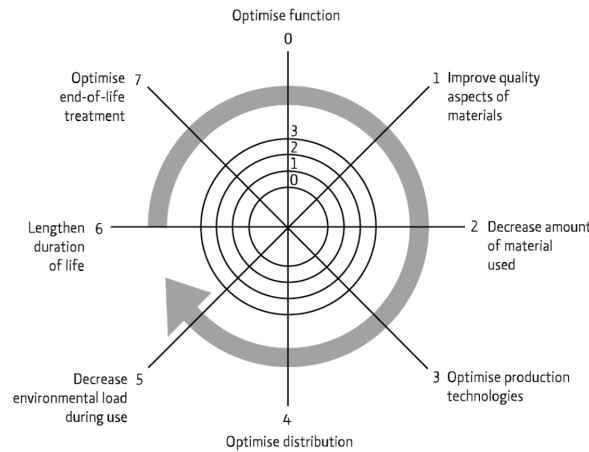 Optimise function
0
1 Improve quality
aspects of
materials
2 Decrease amount
of material
used
3 Optimise production
technologies
4
Optimise distribution
Decrease 5
environmental load
during use
Lengthen 6
duration
of life
Optimise 7
end-of-life
treatment
3
2
1
0